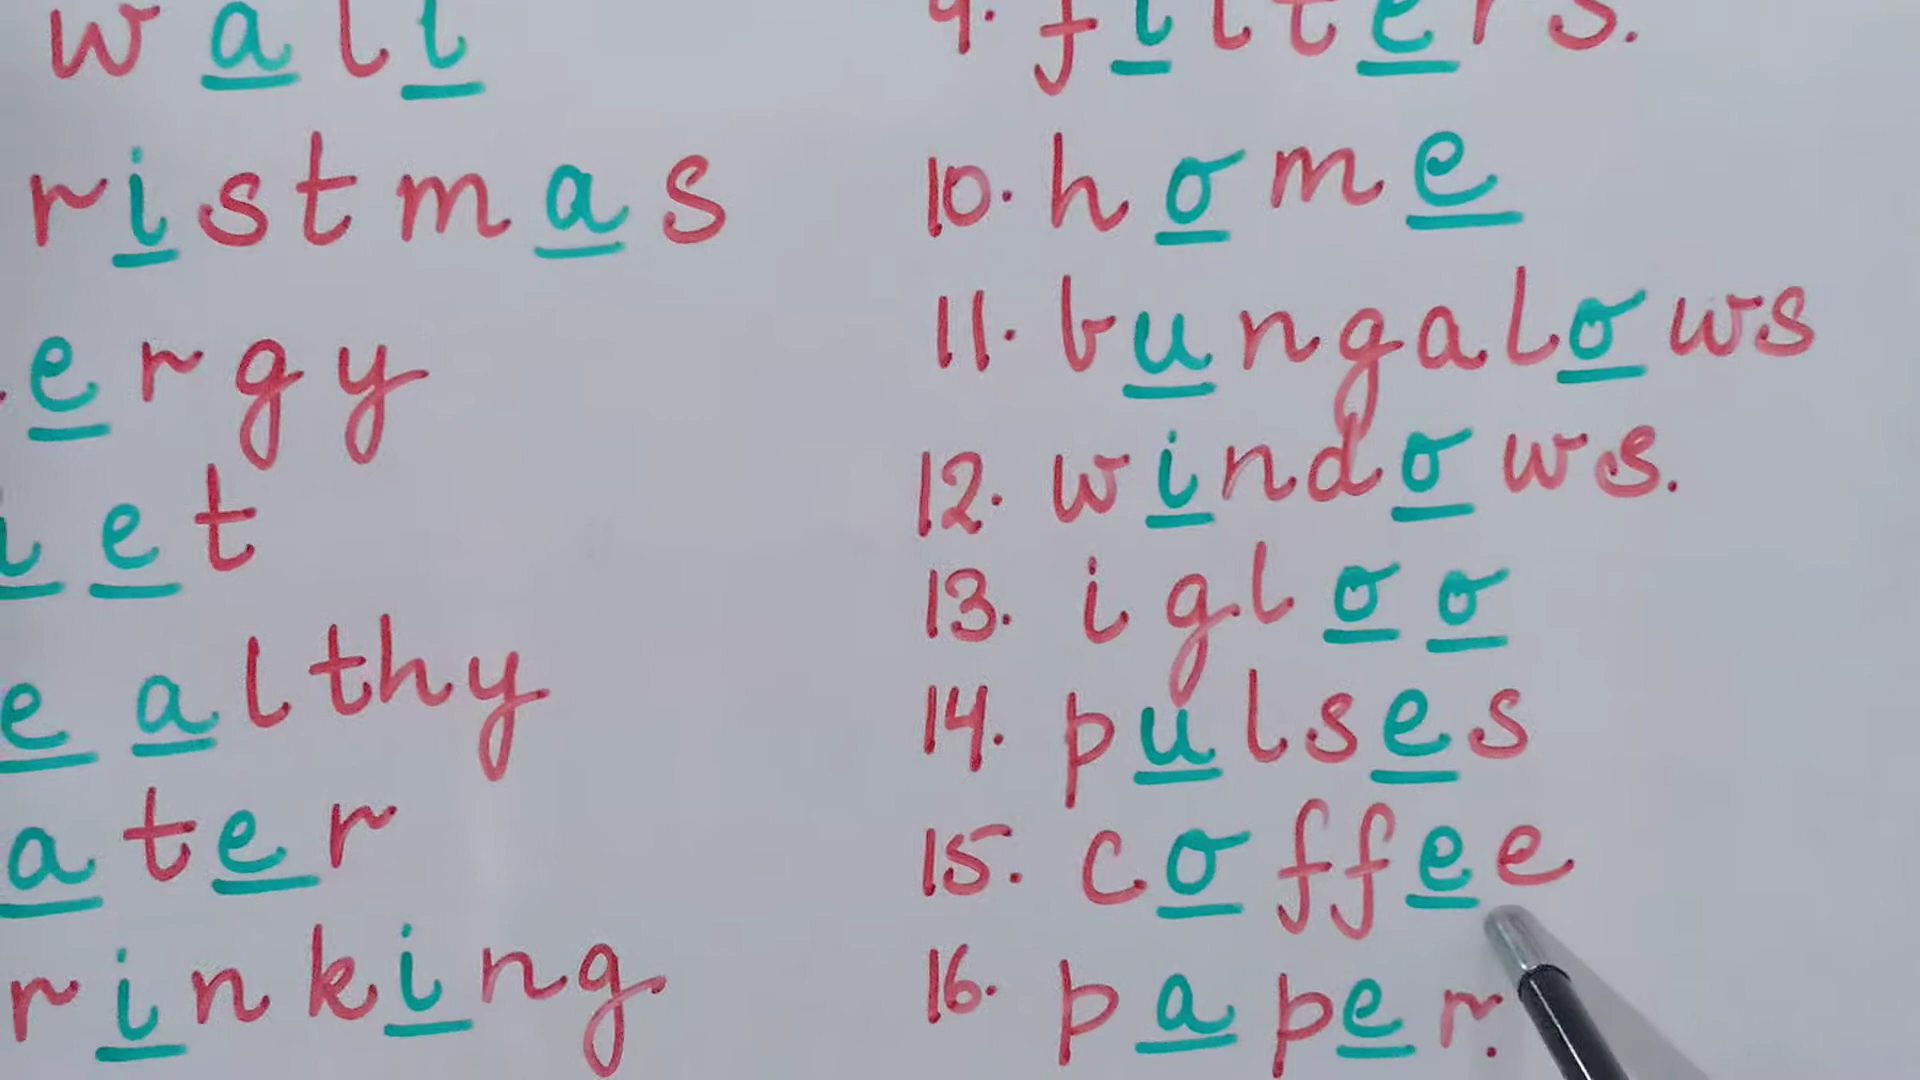 wali
ristmas
ergy
iet
ealthy
ater
rinking
9. filters.
10. home
11. bungalows
12. windows.
13. igloo
14. pulses
15. coffee
16. paper.